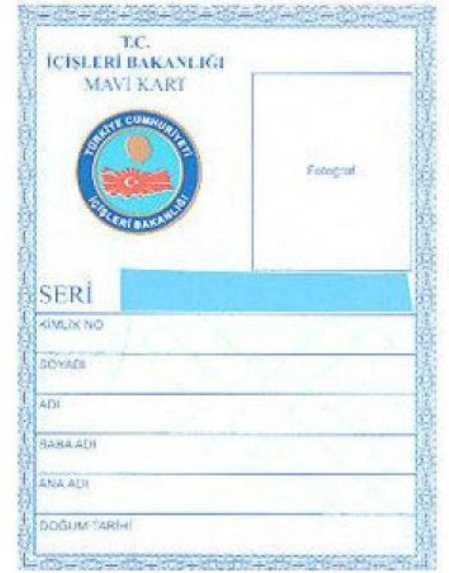 T.C.
İÇİŞLERİ BAKANLIĞI
MAVİ KART
TÜRKİYE CUMHURİYETİ
İÇİŞLERİ BAKANLIĞI
Fotoğraf
SERİ
KİMLİK NO
SOYADI
ADI
BABA ADI
ANA ADI
DOĞUM TARİHİ